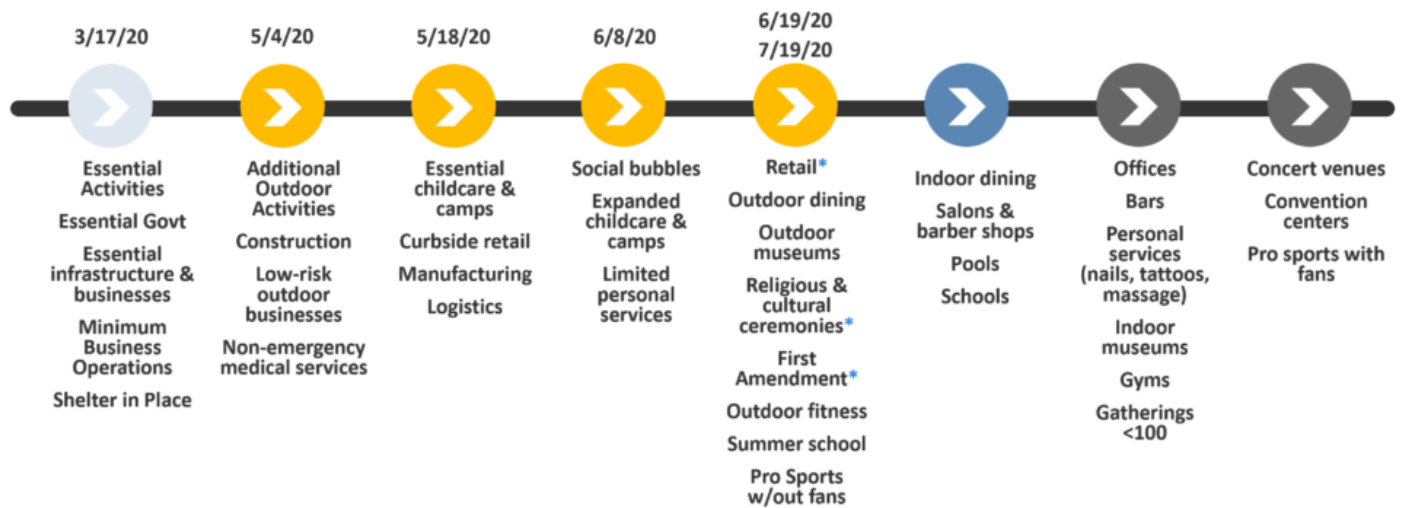 3/17/20
Essential
Activities
Essential Govt
Essential
infrastructure &
businesses
Minimum
Business
Operations
Shelter in Place
5/4/20
Additional
Outdoor
Activities
Construction
Low-risk
outdoor
businesses
Non-emergency
medical services
5/18/20
Essential
childcare &
camps
Curbside retail
Manufacturing
Logistics
6/8/20
Social bubbles
Expanded
childcare &
camps
Limited
personal
services
6/19/20
7/19/20
Retail*
Outdoor dining
Outdoor
museums
Religious &
cultural
ceremonies*
First
Amendment*
Outdoor fitness
Summer school
Pro Sports
w/out fans
Indoor dining
Salons &
barber shops
Pools
Schools
Offices
Bars
Personal
services
(nails, tattoos,
massage)
Indoor
museums
Gyms
Gatherings
<100
Concert venues
Convention
centers
Pro sports with
fans